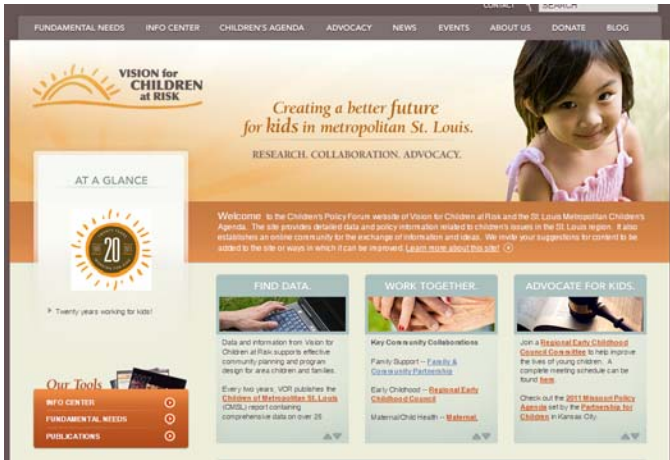 CONTACT
SEARCH
FUNDAMENTAL NEEDS INFO CENTER CHILDREN'S AGENDA ADVOCACY NEWS EVENTS ABOUT US DONATE BLOG
VISION for
CHILDREN
at RISK
Creating a better future
for kids in metropolitan St. Louis.
RESEARCH. COLLABORATION. ADVOCACY.
AT A GLANCE
20
Twenty years working for kids!
Our Tools
INFO CENTER
FUNDAMENTAL NEEDS
PUBLICATIONS
Welcome to the Children's Policy Forum website of Vision for Children at Risk and the St. Louis Metropolitan Children's
Agenda. The site provides detailed data and policy information related to children's issues in the St. Louis region. It also
establishes an online community for the exchange of information and ideas. We invite your suggestions for content to be
added to the site or ways in which it can be improved. Learn more about this site!
FIND DATA.
Data and information from Vision for
Children at Risk supports effective
community planning and program
design for area children and families.
Every two years, VCR publishes the
Children of Metropolitan St. Louis
(CMSL) report containing
comprehensive data on over 25
WORK TOGETHER.
Key Community Collaborations
Family Support -- Family &
Community Partnership
Early Childhood -- Regional Early
Childhood Council
Maternal/Child Health -- Maternal,
ADVOCATE FOR KIDS.
Join a Regional Early Childhood
Council Committee to help improve
the lives of young children. A
complete meeting schedule can be
found here.
Check out the 2011 Missouri Policy
Agenda set by the Partnership for
Children in Kansas City.